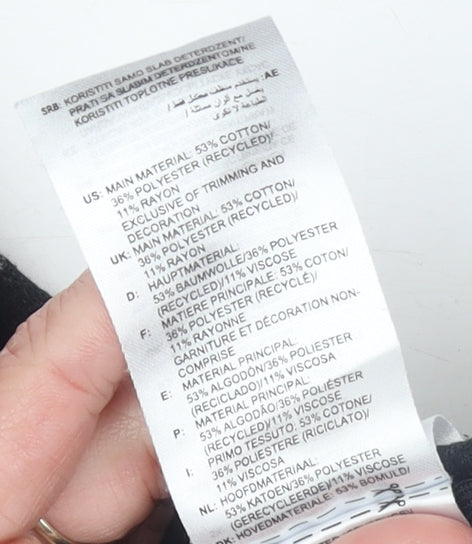 SRB: KORISTITI SAMO SLAB DETERDZENT/
PRATI SA SLABIM DETERDZENTOM/NE
KORISTITI TOPLOTNE PRESLIKACE
US: MAIN MATERIAL: 53% COTTON/
36% POLYESTER (RECYCLED)/
11% RAYON
EXCLUSIVE OF TRIMMING AND
DECORATION
UK: MAIN MATERIAL: 53% COTTON/
36% POLYESTER (RECYCLED)/
11% RAYON
D: HAUPTMATERIAL:
53% BAUMWOLLE/36% POLYESTER
(RECYCLED)/11% VISCOSE
F: MATIERE PRINCIPALE: 53% COTON/
36% POLYESTER (RECYCLÉ)/
11% RAYONNE
GARNITURE ET DÉCORATION NON-
COMPRISE
E: MATERIAL PRINCIPAL:
53% ALGODÓN/36% POLIESTER
(RECICLADO)/11% VISCOSA
P: MATERIAL PRINCIPAL:
53% ALGODÃO/36% POLIÉSTER
(RECYCLED)/11% VISCOSE
I: PRIMO TESSUTO: 53% COTONE/
36% POLIESTERE (RICICLATO)/
11% VISCOSA
NL: HOOFDMATERIAAL:
53% KATOEN/36% POLYESTER
(GERECYCLEERDE)/11% VISCOSE
DK: HOVEDMATERIALE: 53% BOMULD/